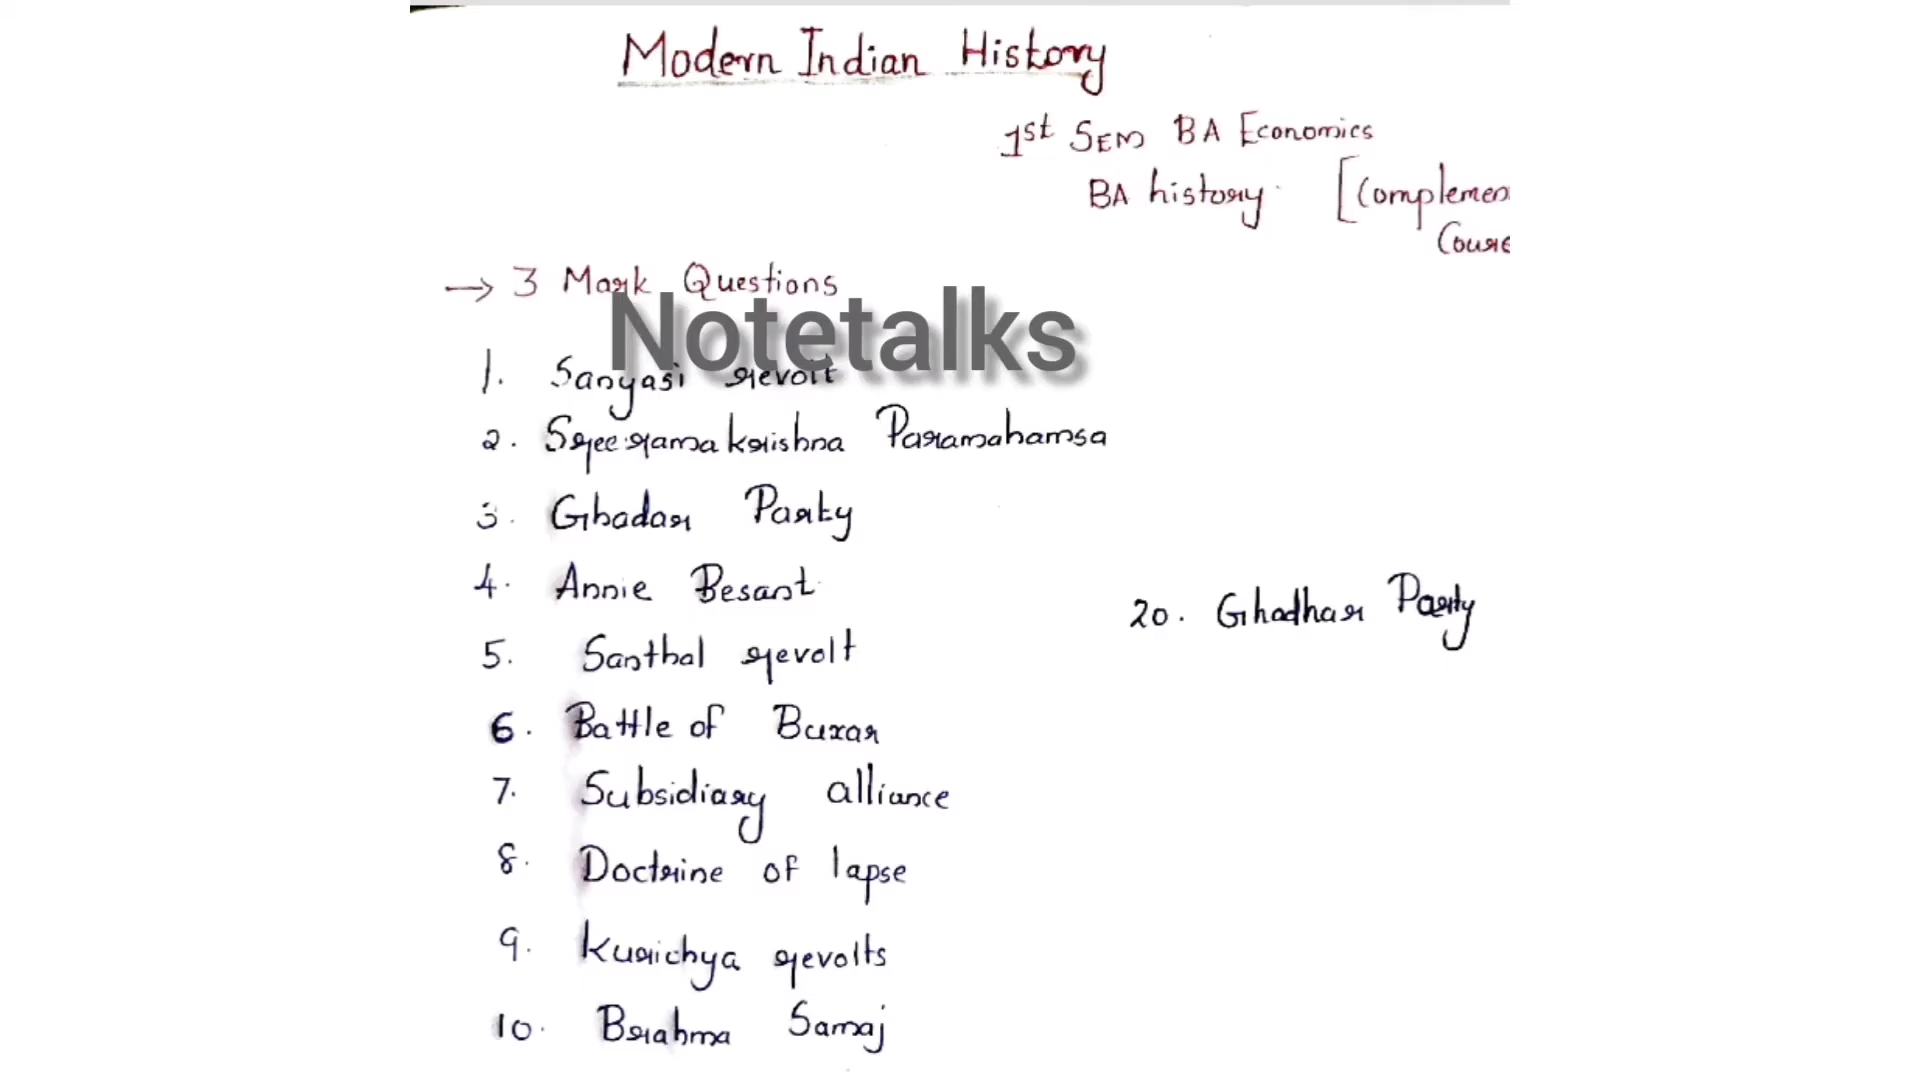 Modern Indian History
1st SEM BA Economics
BA history [Complemen
Course
→ 3 Mark Questions
Notetalks
1. Sanyasi revolt
2. Sree ramakrishna Paramahamsa
3. Ghadar Party
4. Annie Besant
5. Santhal revolt
6. Battle of Buxar
7. Subsidiary alliance
8. Doctrine of lapse
9. Kurichya revolts
10. Brahma Samaj
20. Ghadhar Party